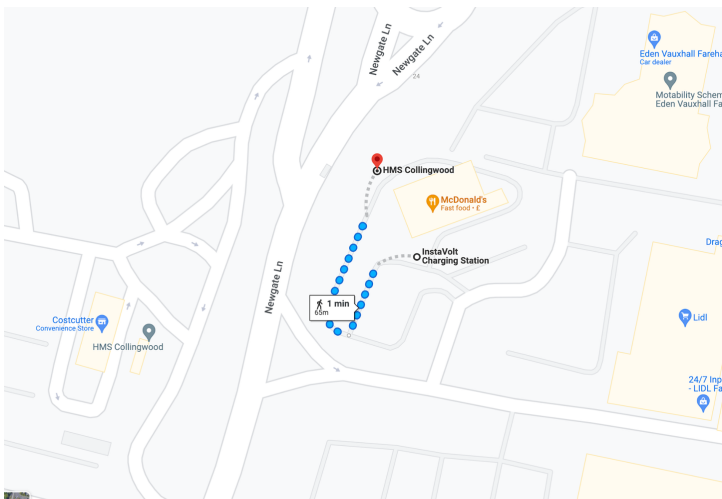 Newgate Ln
Newgate Ln
24
Eden Vauxhall Fareha
Car dealer
Motability Schem
Eden Vauxhall Fa
HMS Collingwood
McDonald's
Fast food • £
InstaVolt
Charging Station
Drag
Newgate Ln
1 min
65m
Costcutter
Convenience Store
HMS Collingwood
Lidl
24/7 Inp
- LIDL Fa